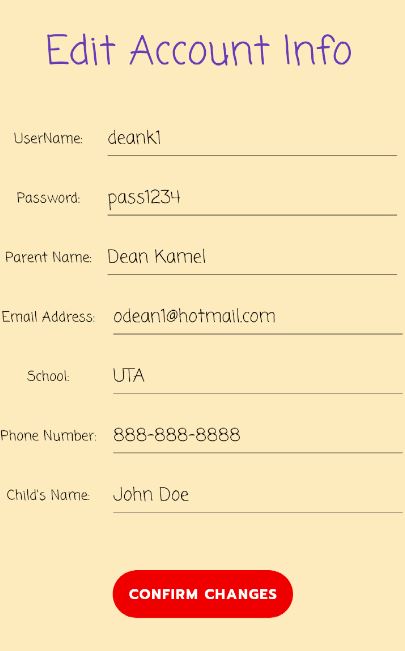 Edit Account Info
UserName: deank1
Password: pass1234
Parent Name: Dean Kamel
Email Address: odean1@hotmail.com
School: UTA
Phone Number: 888-888-8888
Child's Name: John Doe
CONFIRM CHANGES